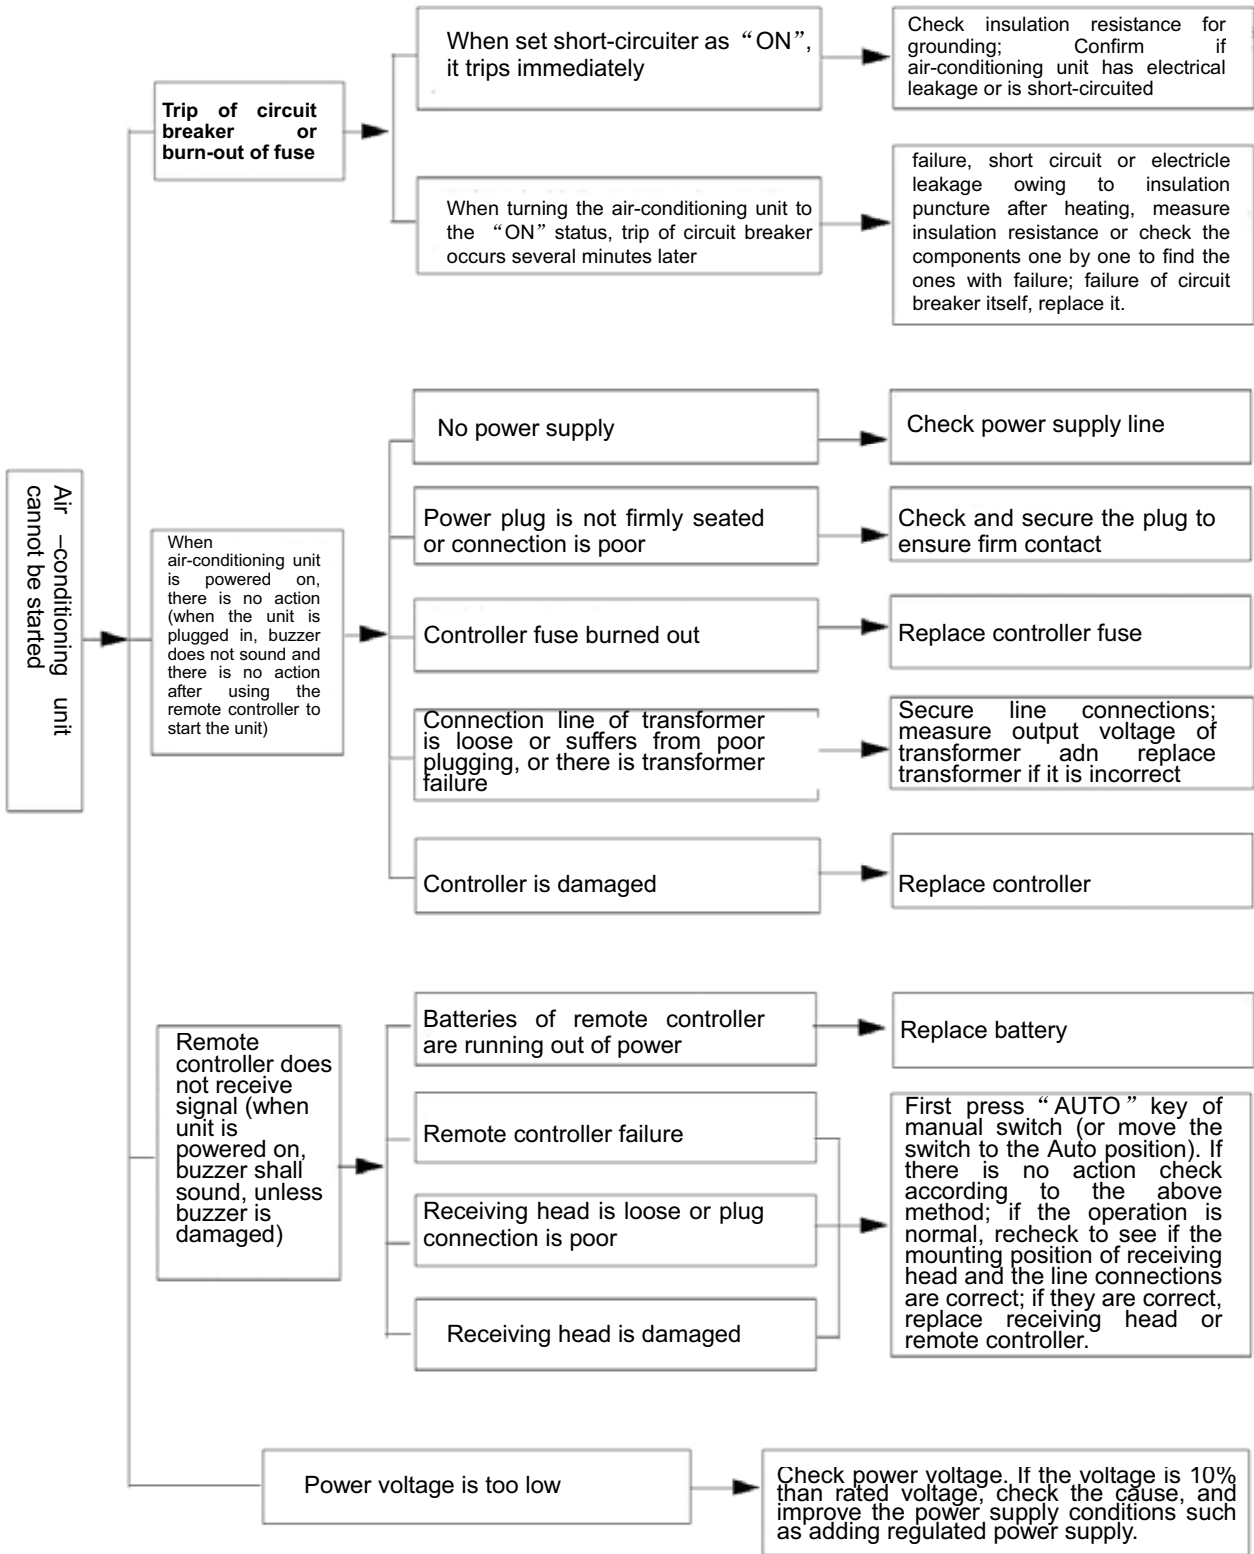 When set short-circuiter as “ON”,
it trips immediately
Check insulation resistance for
grounding; Confirm if
air-conditioning unit has electrical
leakage or is short-circuited
Trip of circuit
breaker or
burn-out of fuse
When turning the air-conditioning unit to
the “ON” status, trip of circuit breaker
occurs several minutes later
failure, short circuit or electricle
leakage owing to insulation
puncture after heating, measure
insulation resistance or check the
components one by one to find the
ones with failure; failure of circuit
breaker itself, replace it.
Air –conditioning unit
cannot be started
When
air-conditioning unit
is powered on,
there is no action
(when the unit is
plugged in, buzzer
does not sound and
there is no action
after using the
remote controller to
start the unit)
No power supply
Check power supply line
Power plug is not firmly seated
or connection is poor
Check and secure the plug to
ensure firm contact
Controller fuse burned out
Replace controller fuse
Connection line of transformer
is loose or suffers from poor
plugging, or there is transformer
failure
Secure line connections;
measure output voltage of
transformer adn replace
transformer if it is incorrect
Controller is damaged
Replace controller
Remote
controller does
not receive
signal (when
unit is
powered on,
buzzer shall
sound, unless
buzzer is
damaged)
Batteries of remote controller
are running out of power
Replace battery
Remote controller failure
Receiving head is loose or plug
connection is poor
Receiving head is damaged
First press “AUTO” key of
manual switch (or move the
switch to the Auto position). If
there is no action check
according to the above
method; if the operation is
normal, recheck to see if the
mounting position of receiving
head and the line connections
are correct; if they are correct,
replace receiving head or
remote controller.
Power voltage is too low
Check power voltage. If the voltage is 10%
than rated voltage, check the cause, and
improve the power supply conditions such
as adding regulated power supply.